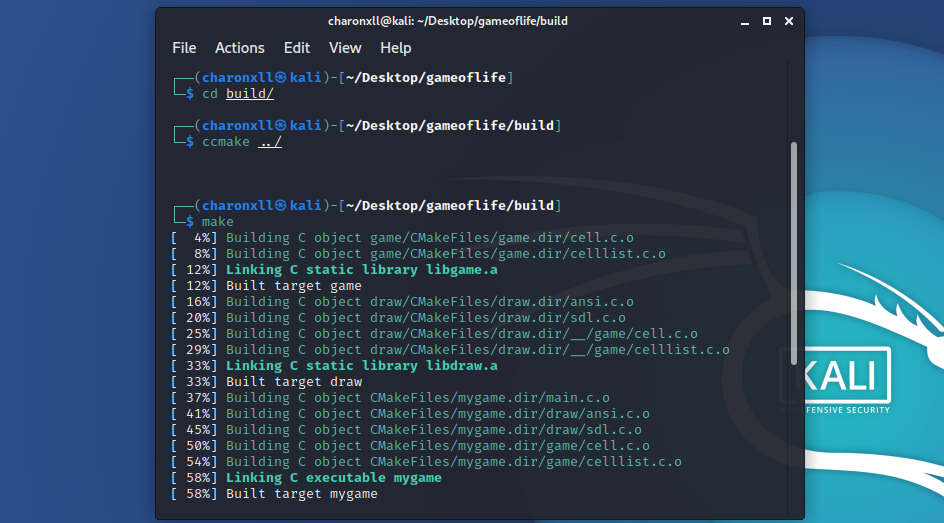 charonxll@kali: ~/Desktop/gameoflife/build
File Actions Edit View Help
┌──(charonxll㉿kali)-[~/Desktop/gameoflife]
└─$ cd build/
┌──(charonxll㉿kali)-[~/Desktop/gameoflife/build]
└─$ ccmake ../
┌──(charonxll㉿kali)-[~/Desktop/gameoflife/build]
└─$ make
[  4%] Building C object game/CMakeFiles/game.dir/cell.c.o
[  8%] Building C object game/CMakeFiles/game.dir/celllist.c.o
[ 12%] Linking C static library libgame.a
[ 12%] Built target game
[ 16%] Building C object draw/CMakeFiles/draw.dir/ansi.c.o
[ 20%] Building C object draw/CMakeFiles/draw.dir/sdl.c.o
[ 25%] Building C object draw/CMakeFiles/draw.dir/__/game/cell.c.o
[ 29%] Building C object draw/CMakeFiles/draw.dir/__/game/celllist.c.o
[ 33%] Linking C static library libdraw.a
[ 33%] Built target draw
[ 37%] Building C object CMakeFiles/mygame.dir/main.c.o
[ 41%] Building C object CMakeFiles/mygame.dir/draw/ansi.c.o
[ 45%] Building C object CMakeFiles/mygame.dir/draw/sdl.c.o
[ 50%] Building C object CMakeFiles/mygame.dir/game/cell.c.o
[ 54%] Building C object CMakeFiles/mygame.dir/game/celllist.c.o
[ 58%] Linking C executable mygame
[ 58%] Built target mygame
KALI
OFFENSIVE SECURITY